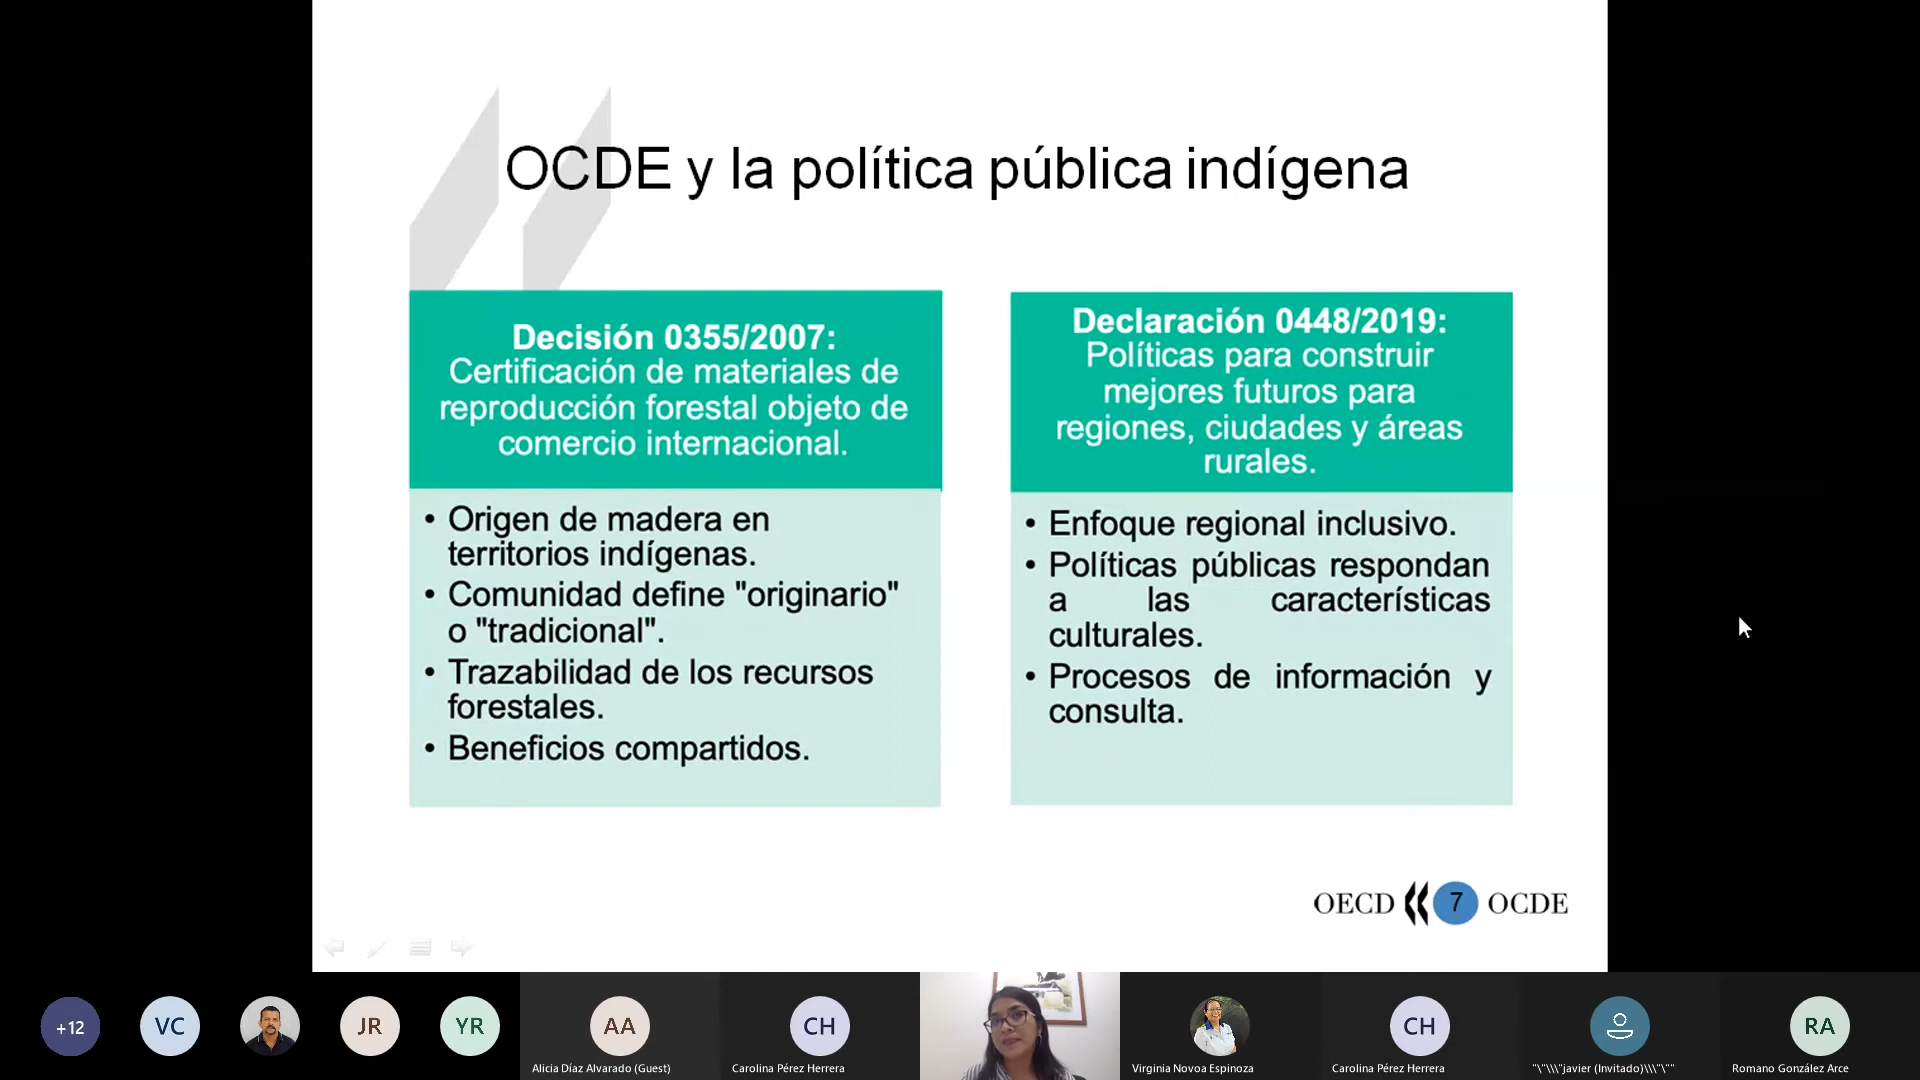 OCDE y la política pública indígena
Decisión 0355/2007:
Certificación de materiales de
reproducción forestal objeto de
comercio internacional.
• Origen de madera en
territorios indígenas.
• Comunidad define "originario"
o "tradicional".
• Trazabilidad de los recursos
forestales.
• Beneficios compartidos.
Declaración 0448/2019:
Políticas para construir
mejores futuros para
regiones, ciudades y áreas
rurales.
• Enfoque regional inclusivo.
• Políticas públicas respondan
a las características
culturales.
• Procesos de información y
consulta.
OECD 7 OCDE
+12
VC
JR
YR
AA
Alicia Díaz Alvarado (Guest)
CH
Carolina Pérez Herrera
Virginia Novoa Espinoza
CH
Carolina Pérez Herrera
"\"\\\"javier (Invitado)\\\"\""
RA
Romano González Arce